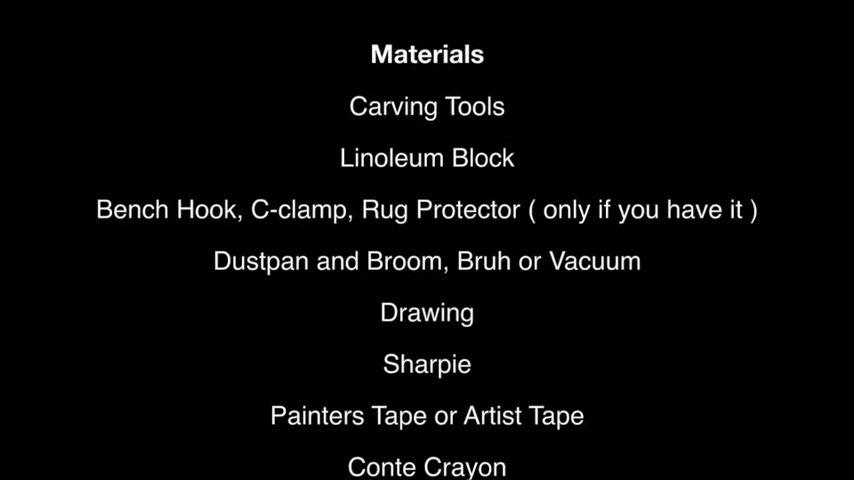 Materials
Carving Tools
Linoleum Block
Bench Hook, C-clamp, Rug Protector ( only if you have it )
Dustpan and Broom, Bruh or Vacuum
Drawing
Sharpie
Painters Tape or Artist Tape
Conte Crayon